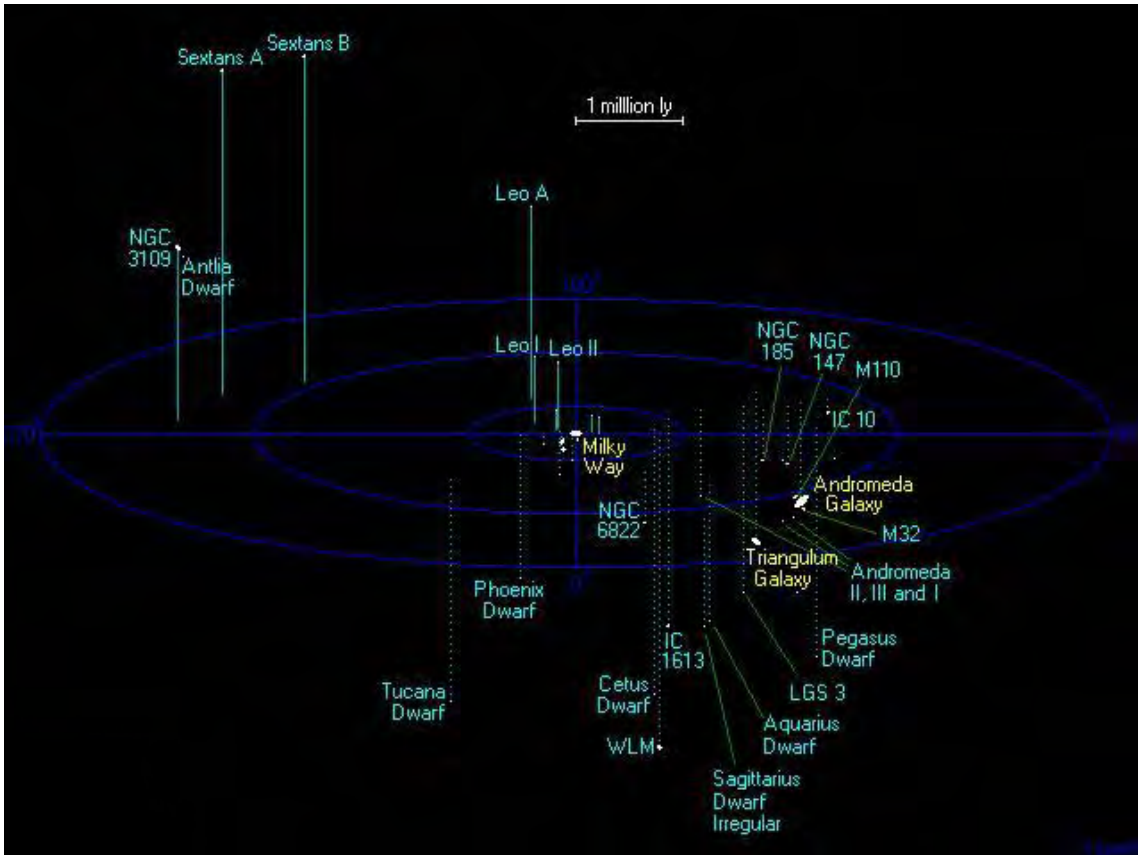 Sextans A
Sextans B
1 milllion ly
Leo A
NGC
3109
Antlia
Dwarf
Leo I
Leo II
NGC
185
NGC
147
M110
IC 10
Milky
Way
Andromeda
Galaxy
NGC
6822
M32
Triangulum
Galaxy
Andromeda
II, III and I
Phoenix
Dwarf
IC
1613
Pegasus
Dwarf
Tucana
Dwarf
Cetus
Dwarf
LGS 3
Aquarius
Dwarf
WLM
Sagittarius
Dwarf
Irregular